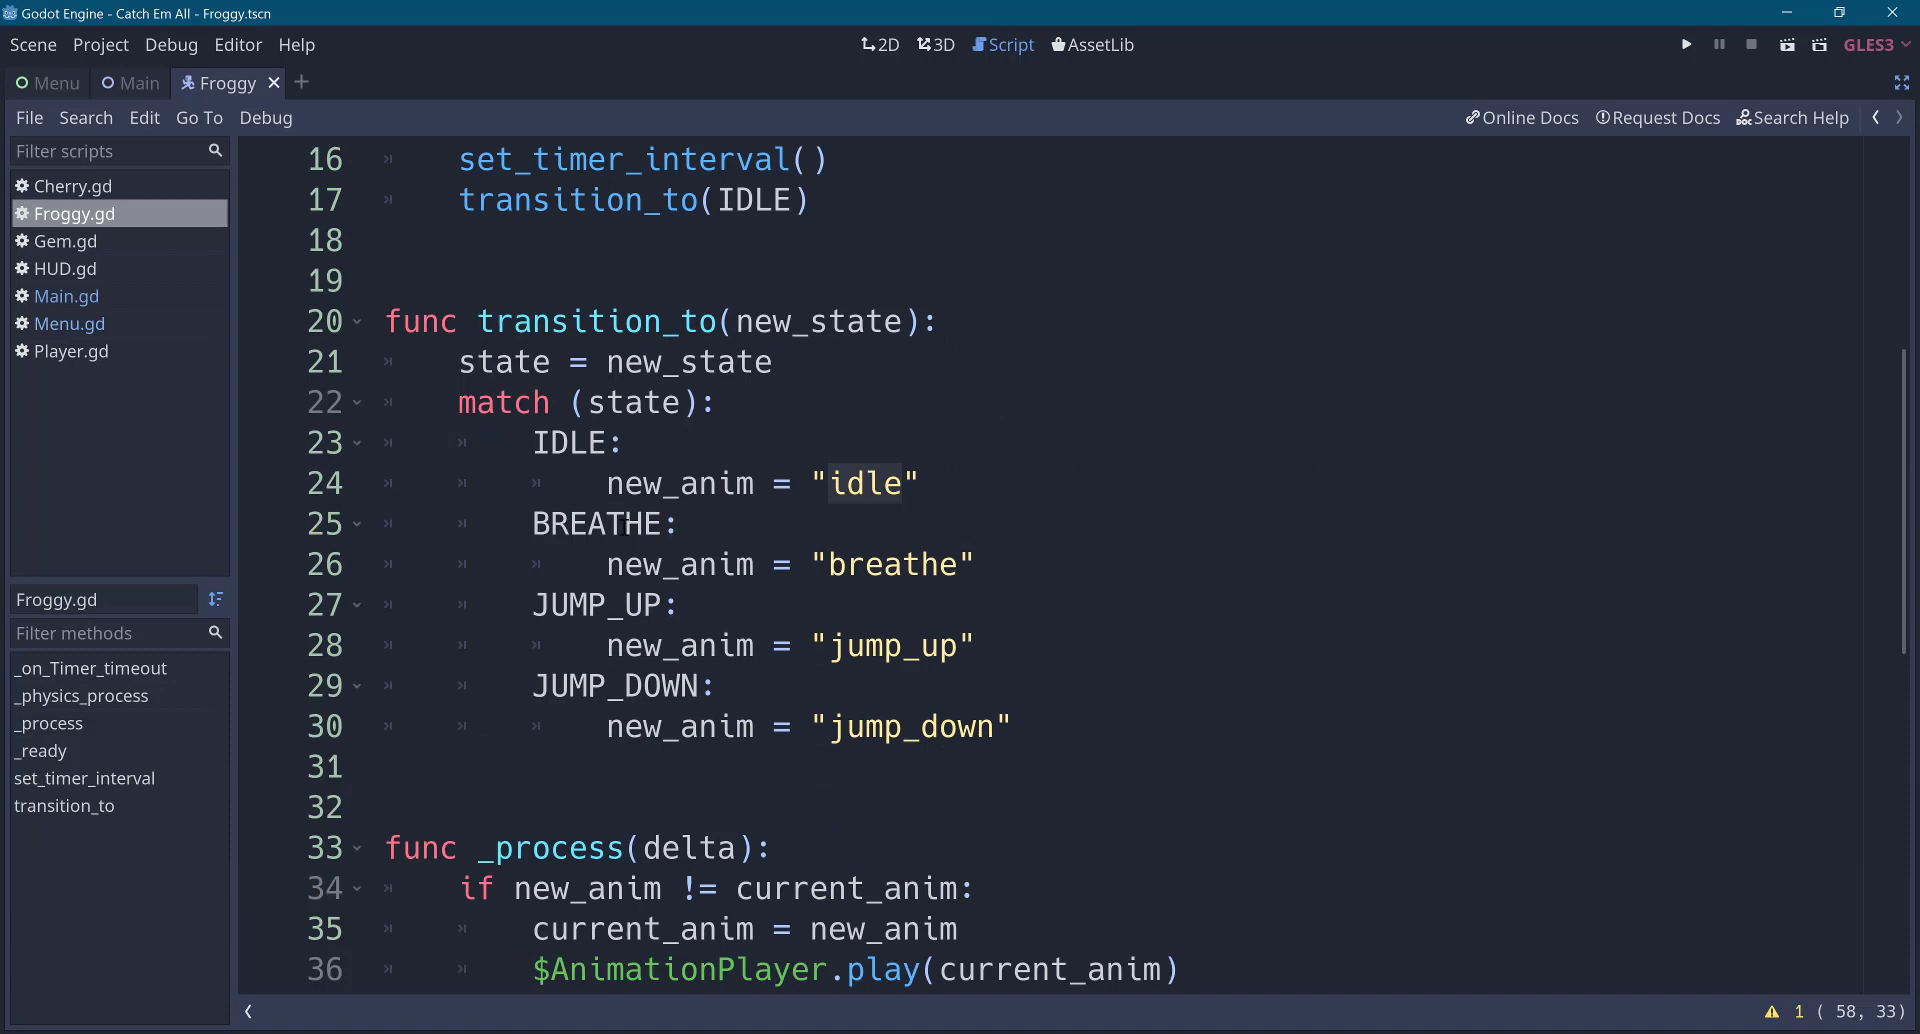 Godot Engine - Catch Em All - Froggy.tscn
Scene Project Debug Editor Help
2D 3D Script AssetLib
GLES3
Menu Main Froggy
File Search Edit Go To Debug
Online Docs Request Docs Search Help
Filter scripts
Cherry.gd
Froggy.gd
Gem.gd
HUD.gd
Main.gd
Menu.gd
Player.gd
Froggy.gd
Filter methods
_on_Timer_timeout
_physics_process
_process
_ready
set_timer_interval
transition_to
16 set_timer_interval()
17 transition_to(IDLE)
18
19
20 func transition_to(new_state):
21 state = new_state
22 match (state):
23 IDLE:
24 new_anim = "idle"
25 BREATHE:
26 new_anim = "breathe"
27 JUMP_UP:
28 new_anim = "jump_up"
29 JUMP_DOWN:
30 new_anim = "jump_down"
31
32
33 func _process(delta):
34 if new_anim != current_anim:
35 current_anim = new_anim
36 $AnimationPlayer.play(current_anim)
1 ( 58, 33)